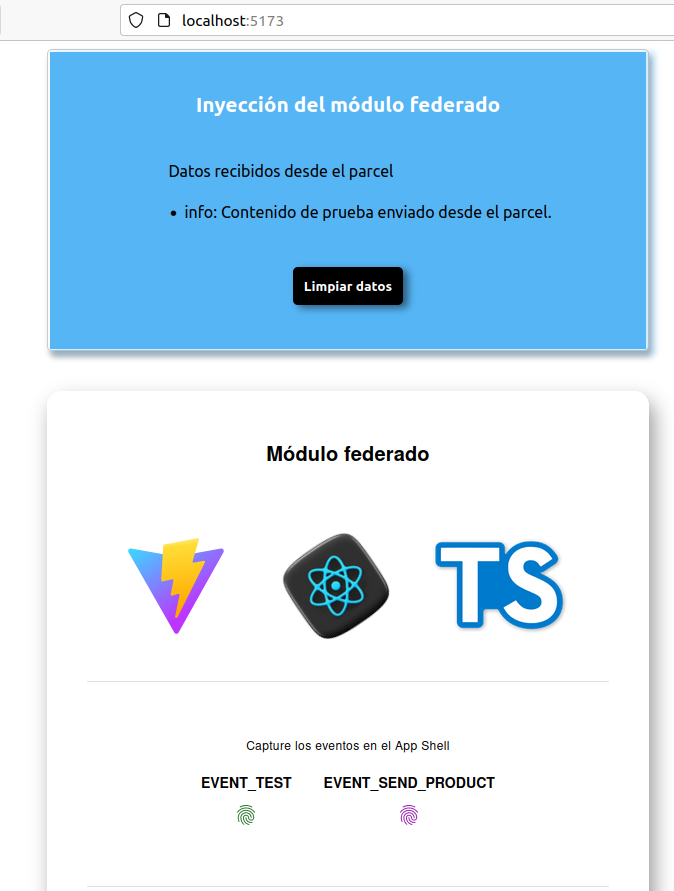 localhost:5173
Inyección del módulo federado
Datos recibidos desde el parcel
• info: Contenido de prueba enviado desde el parcel.
Limpiar datos
Módulo federado
TS
Capture los eventos en el App Shell
EVENT_TEST EVENT_SEND_PRODUCT